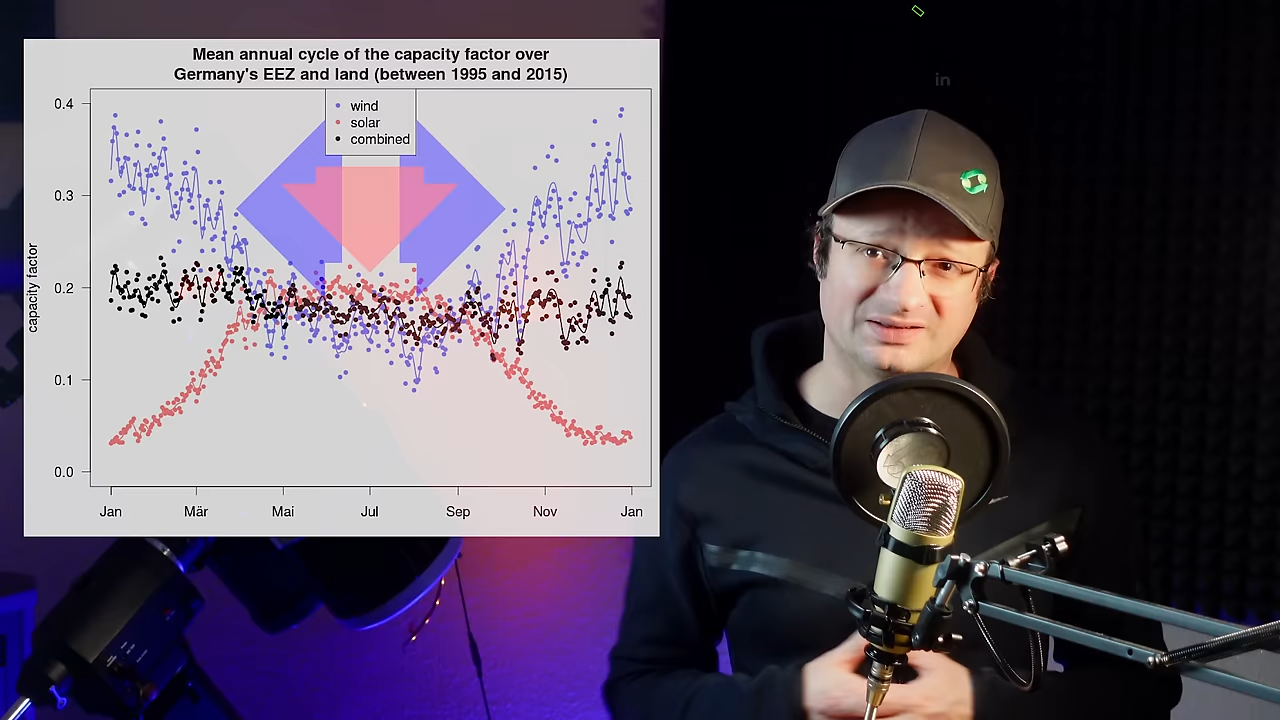 Mean annual cycle of the capacity factor over
Germany's EEZ and land (between 1995 and 2015)
wind
solar
combined
capacity factor
0.4
0.3
0.2
0.1
0.0
Jan Mär Mai Jul Sep Nov Jan
in